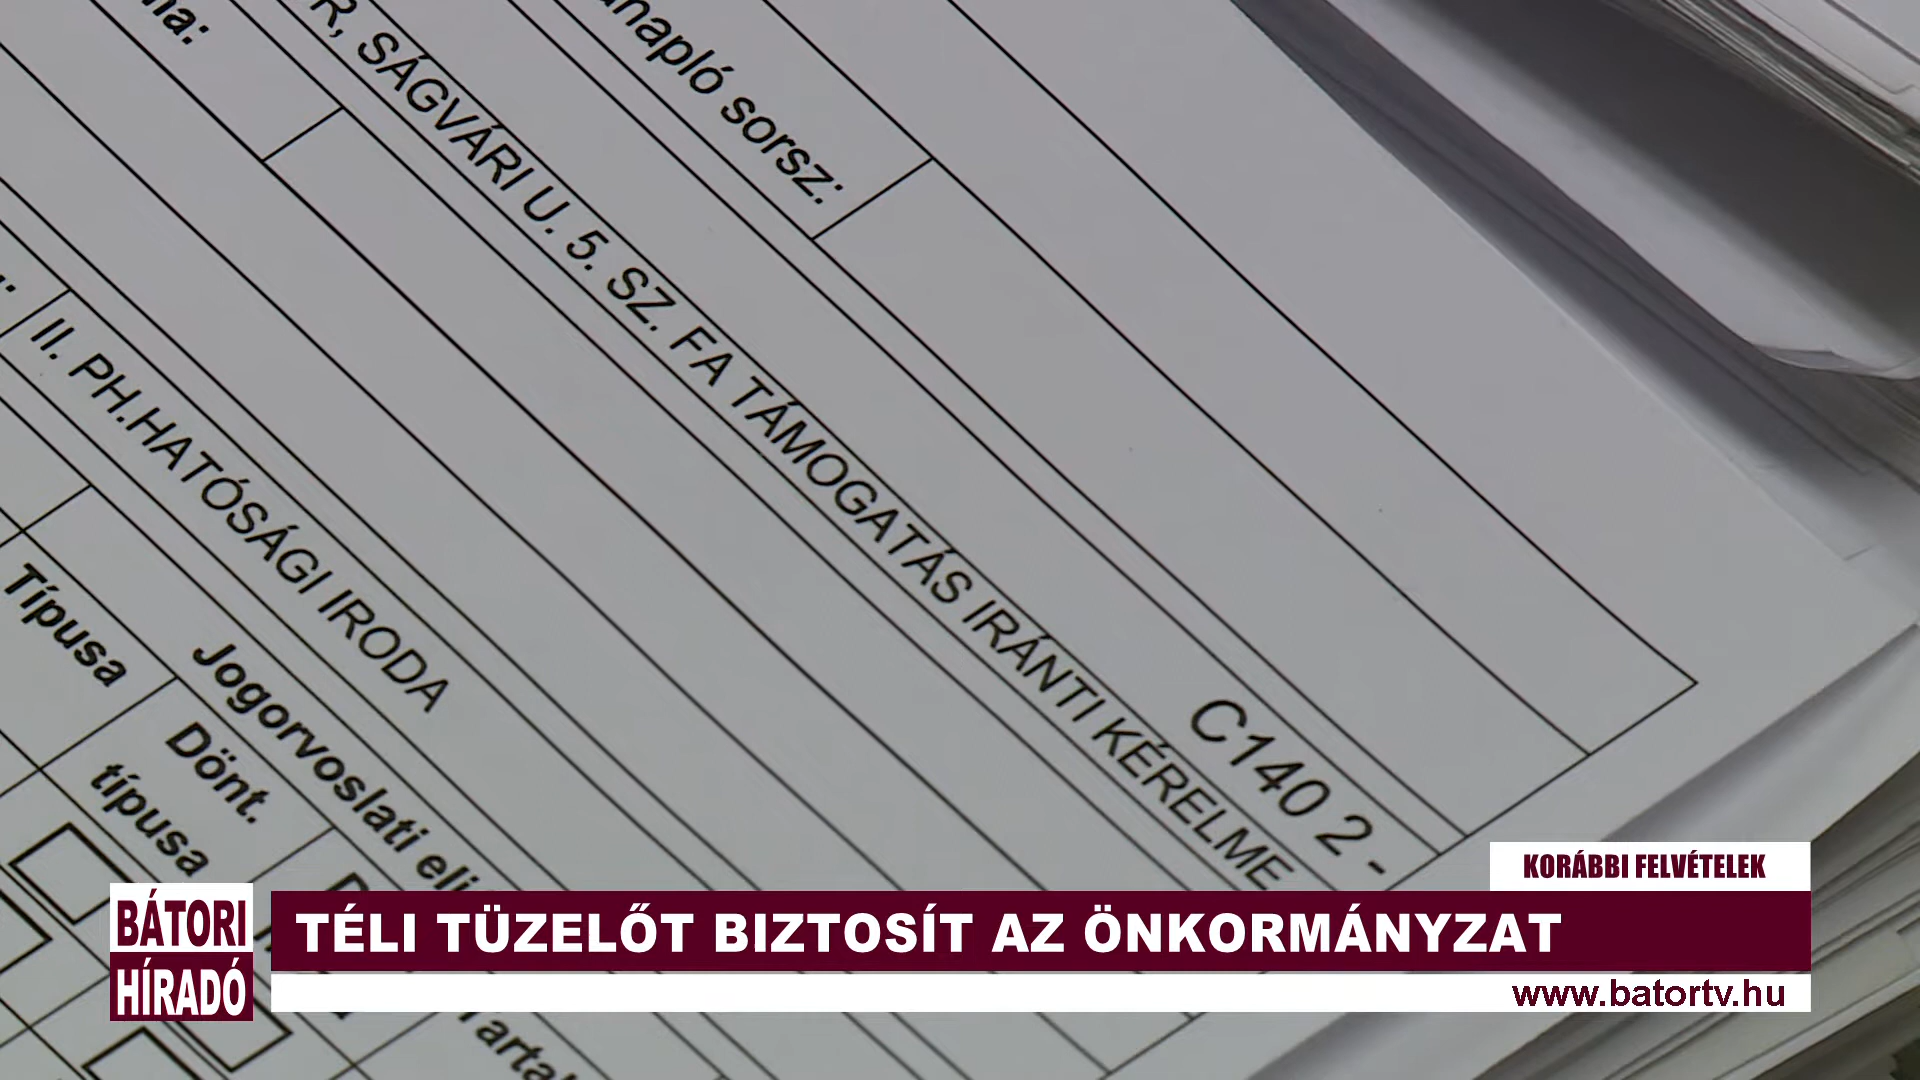 anapló sorsz:
SÁGVÁRI U. 5. SZ. FA TÁMOGATÁS IRÁNTI KÉRELME
C140 2 -
II. PH.HATÓSÁGI IRODA
Típusa
Jogorvoslati
Dönt.
típusa
KORÁBBI FELVÉTELEK
BÁTORI
HÍRADÓ
TÉLI TÜZELŐT BIZTOSÍT AZ ÖNKORMÁNYZAT
www.batortv.hu